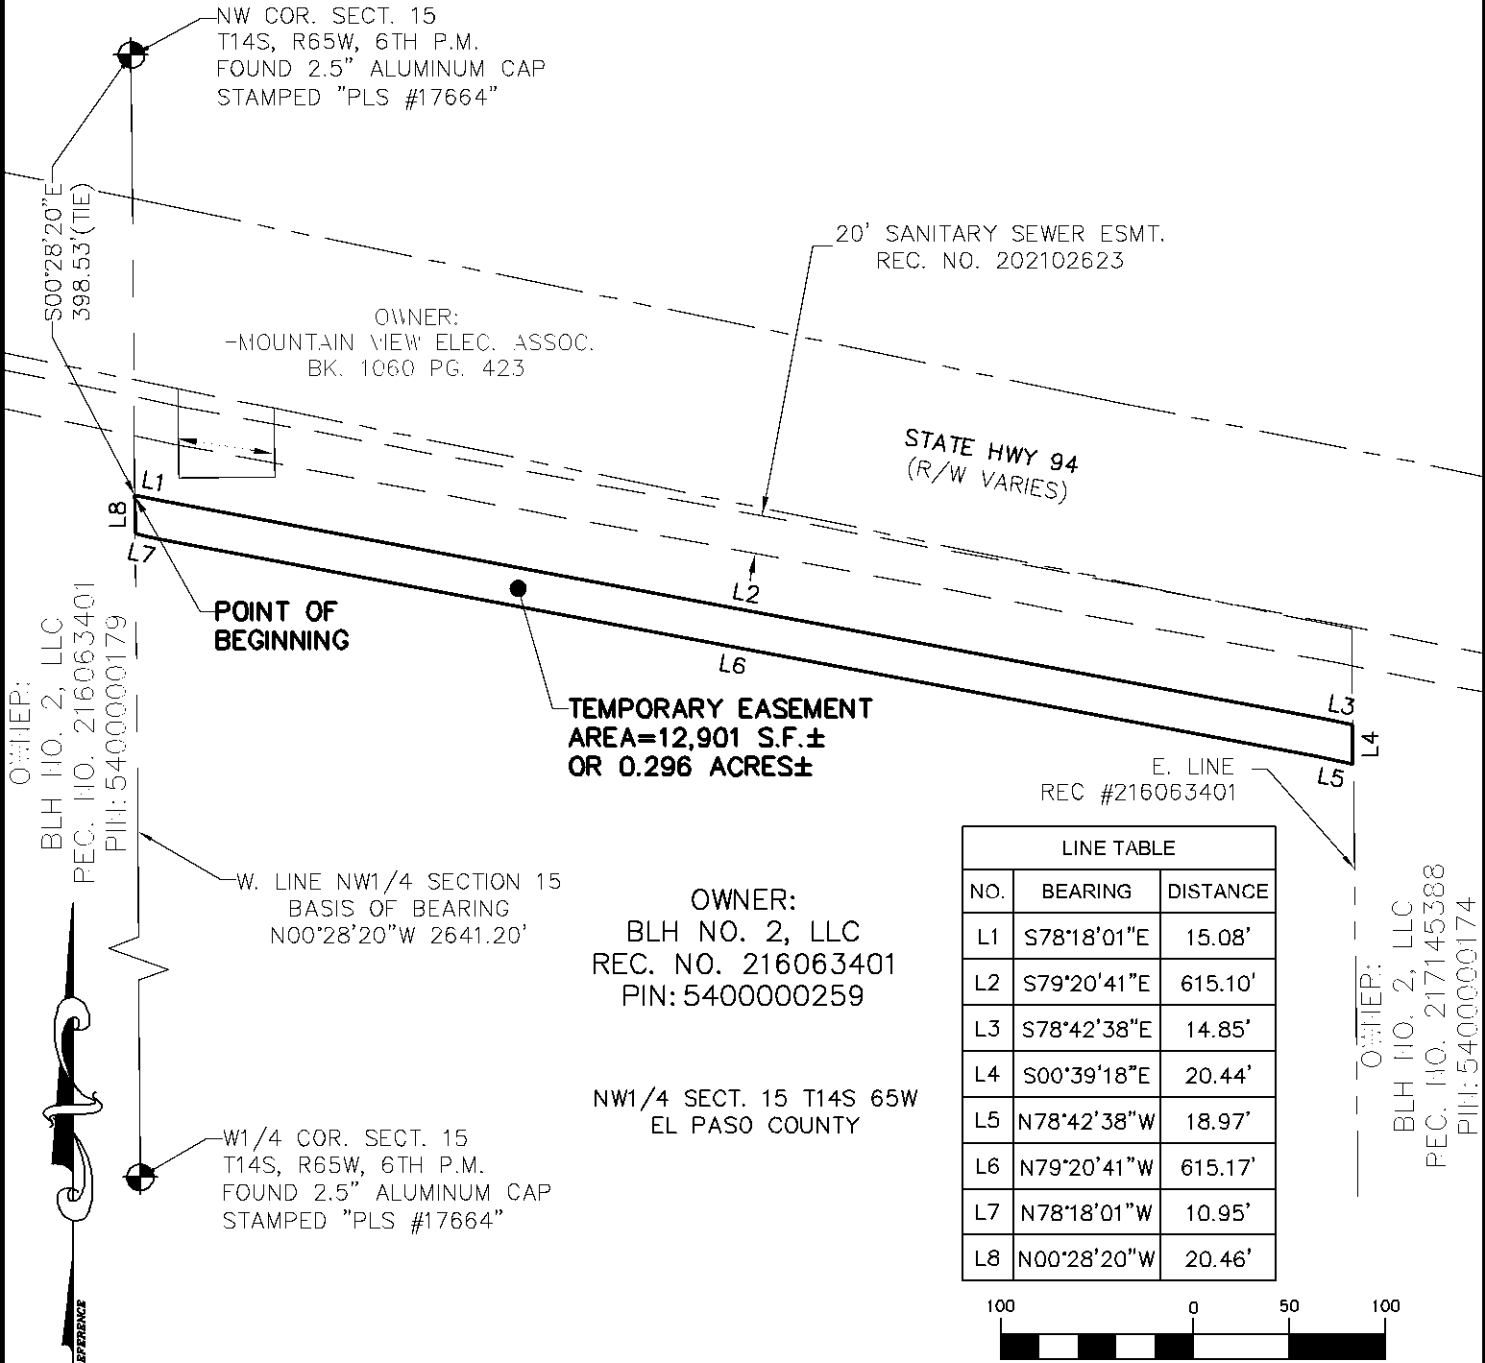 NW COR. SECT. 15
T14S, R65W, 6TH P.M.
FOUND 2.5" ALUMINUM CAP
STAMPED "PLS #17664"
S00°28'20"E
398.53'(TIE)
20' SANITARY SEWER ESMT.
REC. NO. 202102623
OWNER:
MOUNTAIN VIEW ELEC. ASSOC.
BK. 1060 PG. 423
STATE HWY 94
(R/W VARIES)
L1
L8
L7
L2
L6
L3
L4
L5
POINT OF
BEGINNING
TEMPORARY EASEMENT
AREA=12,901 S.F.±
OR 0.296 ACRES±
E. LINE
REC #216063401
OWNER:
BLH NO. 2, LLC
REC. NO. 216063401
PIN: 5400000179
W. LINE NW1/4 SECTION 15
BASIS OF BEARING
N00°28'20"W 2641.20'
OWNER:
BLH NO. 2, LLC
REC. NO. 216063401
PIN: 5400000259
NW1/4 SECT. 15 T14S 65W
EL PASO COUNTY
W1/4 COR. SECT. 15
T14S, R65W, 6TH P.M.
FOUND 2.5" ALUMINUM CAP
STAMPED "PLS #17664"
LINE TABLE
NO. BEARING DISTANCE
L1 S78°18'01"E 15.08'
L2 S79°20'41"E 615.10'
L3 S78°42'38"E 14.85'
L4 S00°39'18"E 20.44'
L5 N78°42'38"W 18.97'
L6 N79°20'41"W 615.17'
L7 N78°18'01"W 10.95'
L8 N00°28'20"W 20.46'
OWNER:
BLH NO. 2, LLC
REC. NO. 217145388
PIN: 5400000174
100 0 50 100